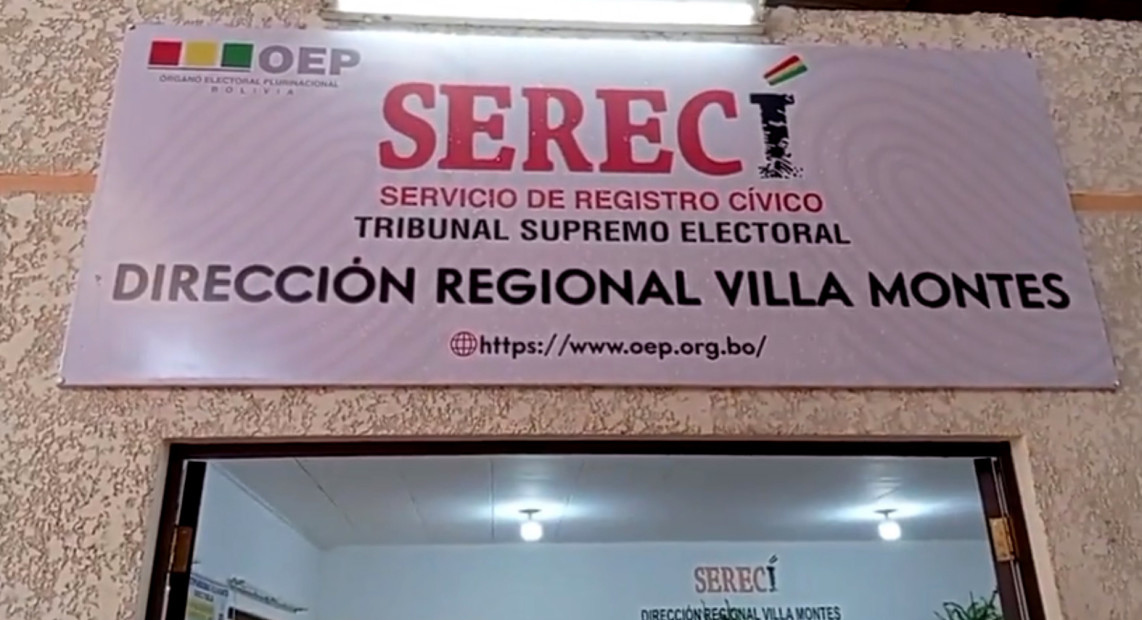 OEP
ÓRGANO ELECTORAL PLURINACIONAL
BOLIVIA
SERECÍ
SERVICIO DE REGISTRO CÍVICO
TRIBUNAL SUPREMO ELECTORAL
DIRECCIÓN REGIONAL VILLA MONTES
https://www.oep.org.bo/
SERECÍ
DIRECCIÓN REGIONAL VILLA MONTES